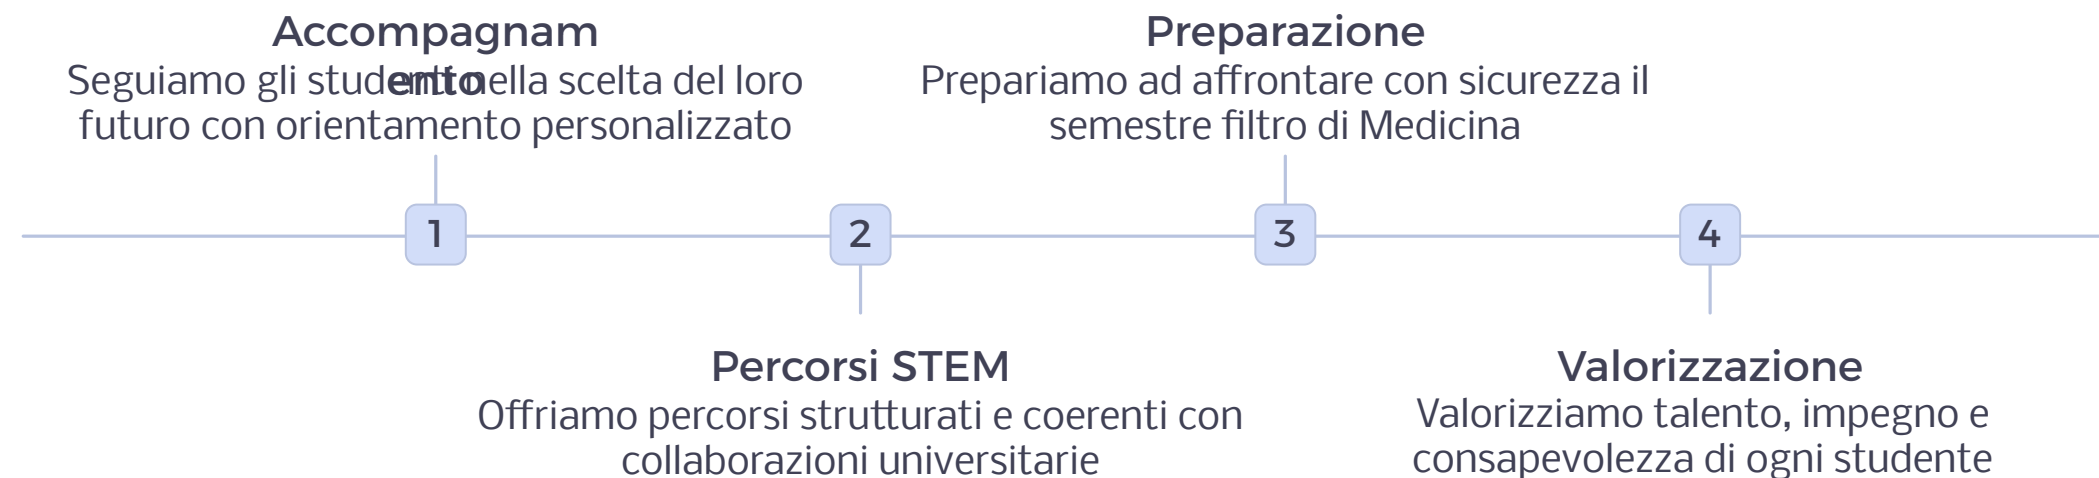 Accompagnam
ento
Seguiamo gli studenti nella scelta del loro
futuro con orientamento personalizzato
1
Percorsi STEM
Offriamo percorsi strutturati e coerenti con
collaborazioni universitarie
2
Preparazione
Prepariamo ad affrontare con sicurezza il
semestre filtro di Medicina
3
Valorizzazione
Valorizziamo talento, impegno e
consapevolezza di ogni studente
4